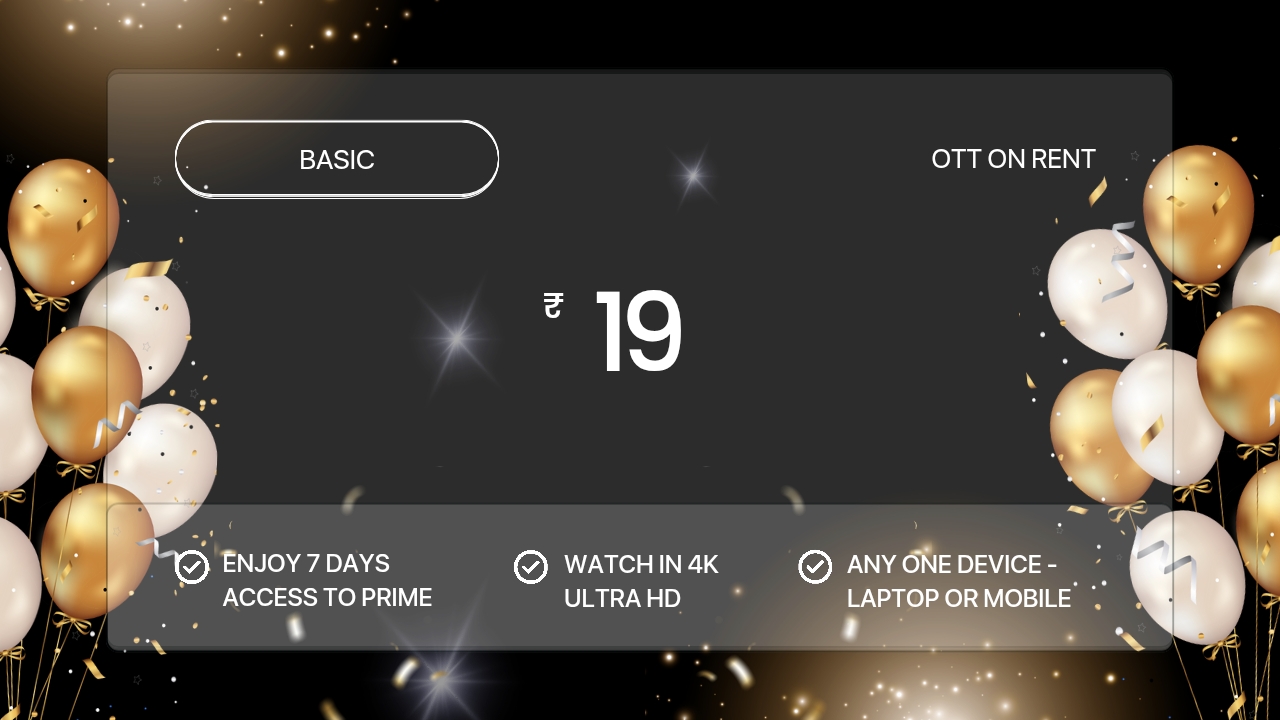 BASIC
OTT ON RENT
₹ 19
ENJOY 7 DAYS
ACCESS TO PRIME
WATCH IN 4K
ULTRA HD
ANY ONE DEVICE -
LAPTOP OR MOBILE